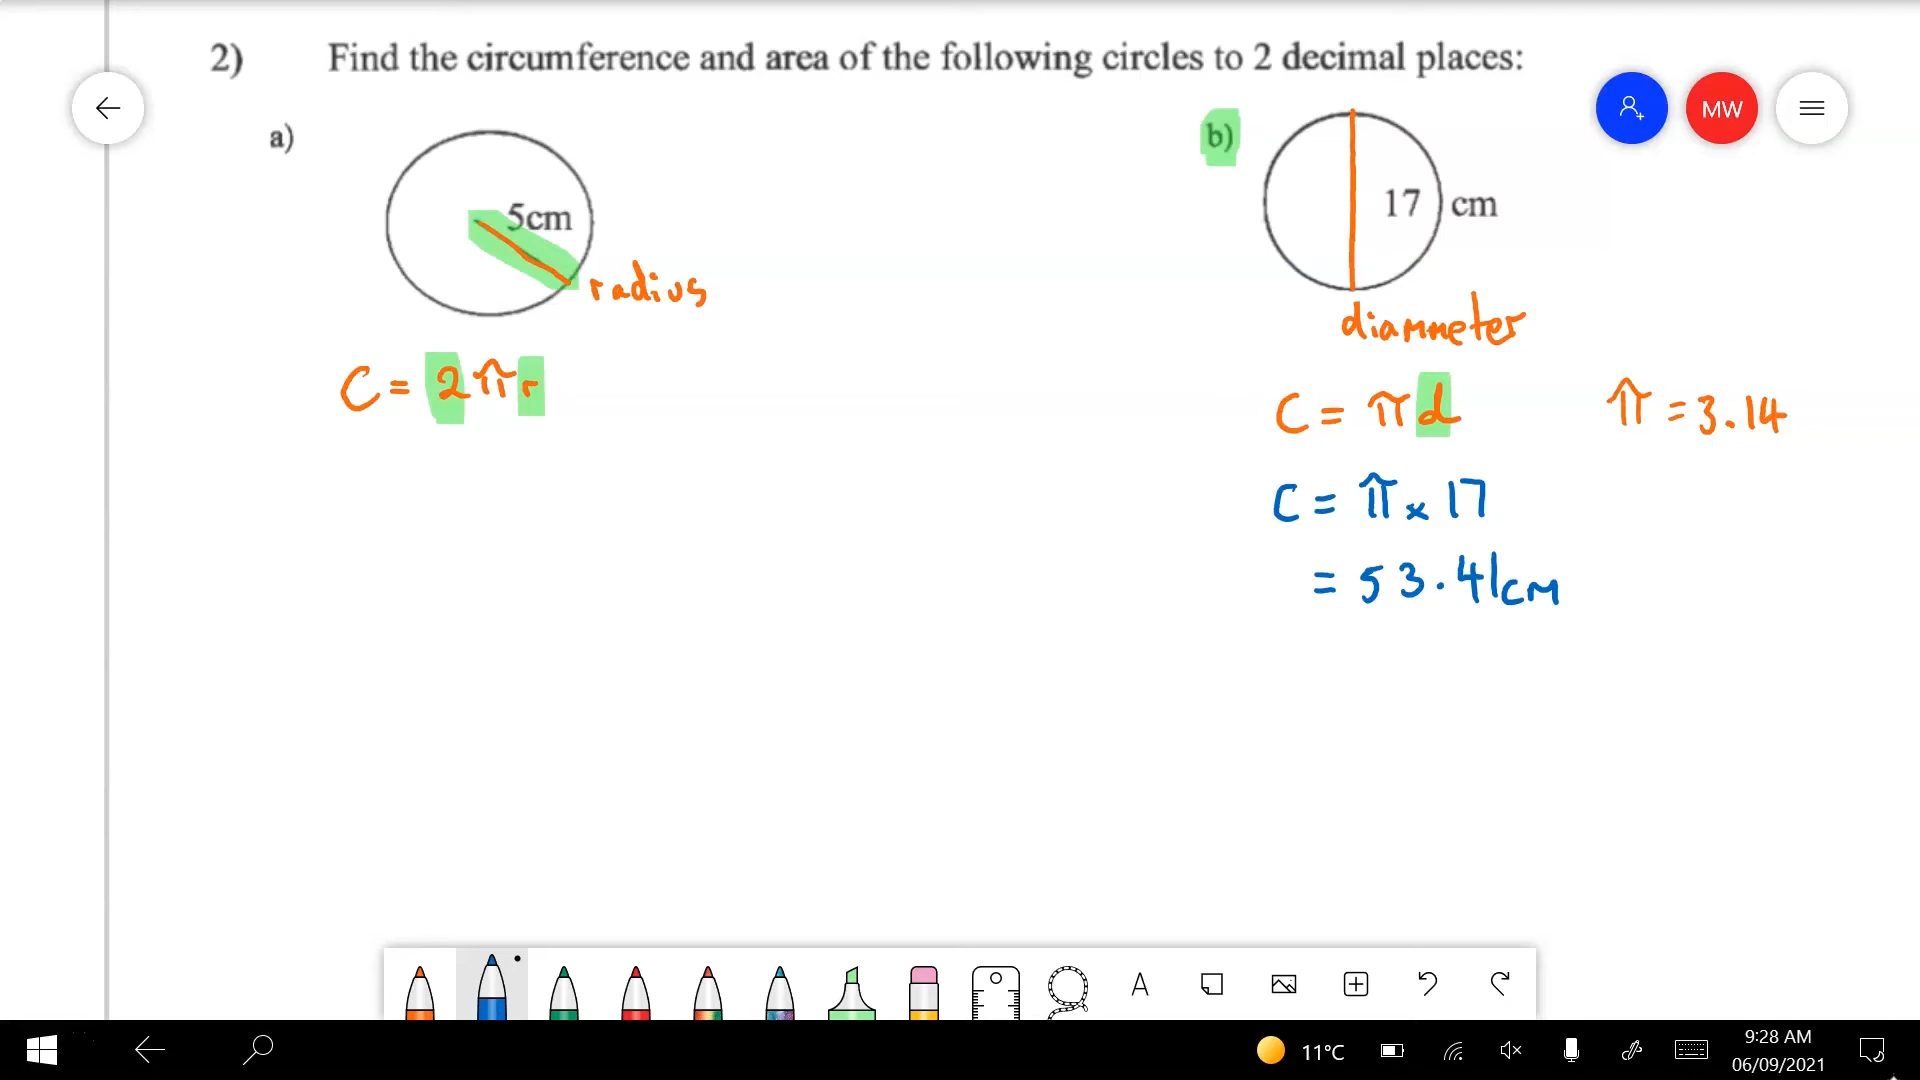 2) Find the circumference and area of the following circles to 2 decimal places:
MW
a)
b)
5cm
17 cm
radius
diammeter
C = 2πr
C = πd
π = 3.14
C = π × 17
= 53.41cm
A
11°C
9:28 AM
06/09/2021